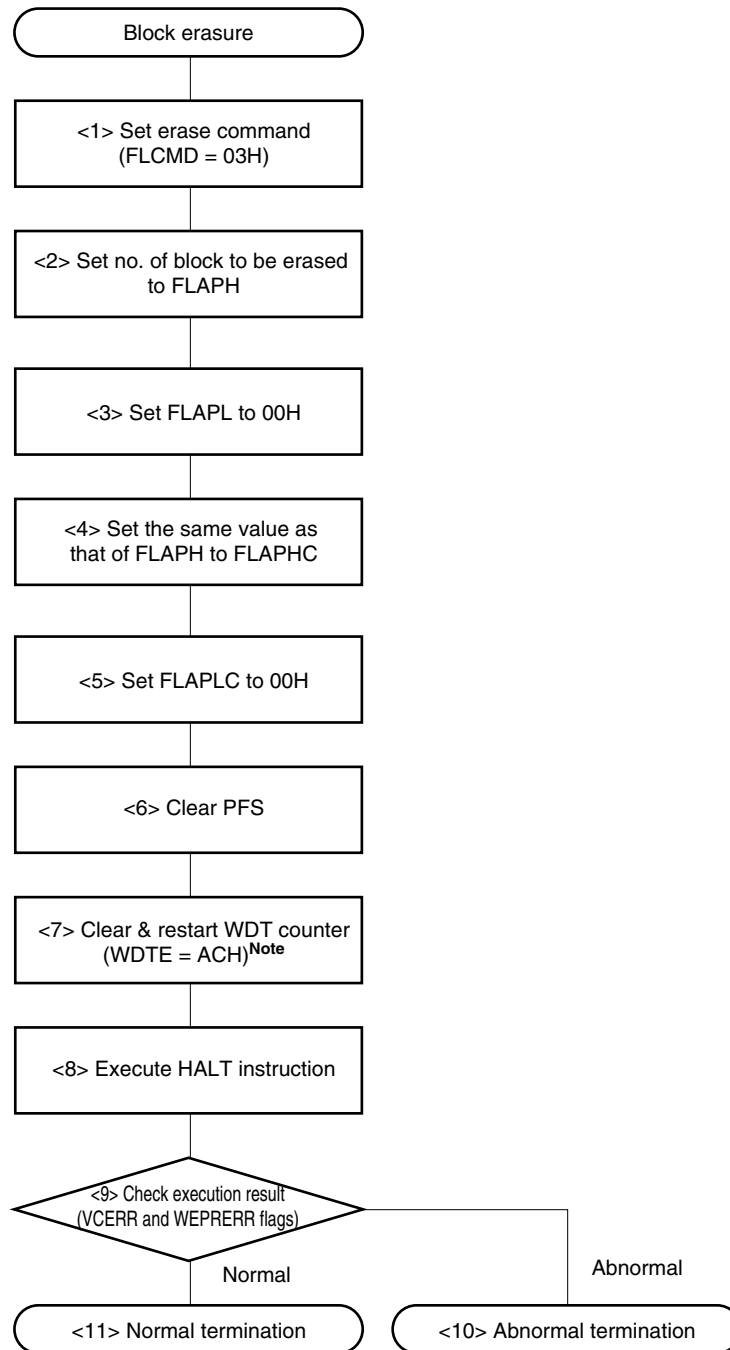 Block erasure
<1> Set erase command
(FLCMD = 03H)
<2> Set no. of block to be erased
to FLAPH
<3> Set FLAPL to 00H
<4> Set the same value as
that of FLAPH to FLAPHC
<5> Set FLAPLC to 00H
<6> Clear PFS
<7> Clear & restart WDT counter
(WDTE = ACH)Note
<8> Execute HALT instruction
<9> Check execution result
(VCERR and WEPRERR flags)
Normal
Abnormal
<11> Normal termination
<10> Abnormal termination